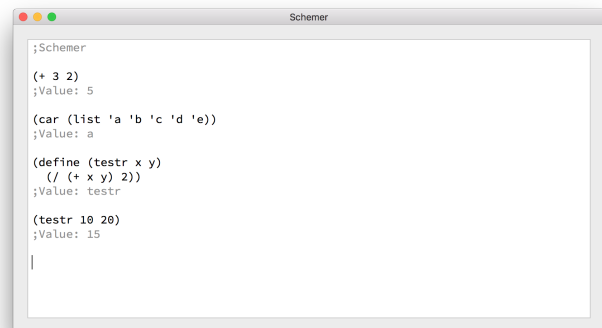 Schemer
;Schemer
(+ 3 2)
;Value: 5
(car (list 'a 'b 'c 'd 'e))
;Value: a
(define (testr x y)
  (/ (+ x y) 2))
;Value: testr
(testr 10 20)
;Value: 15